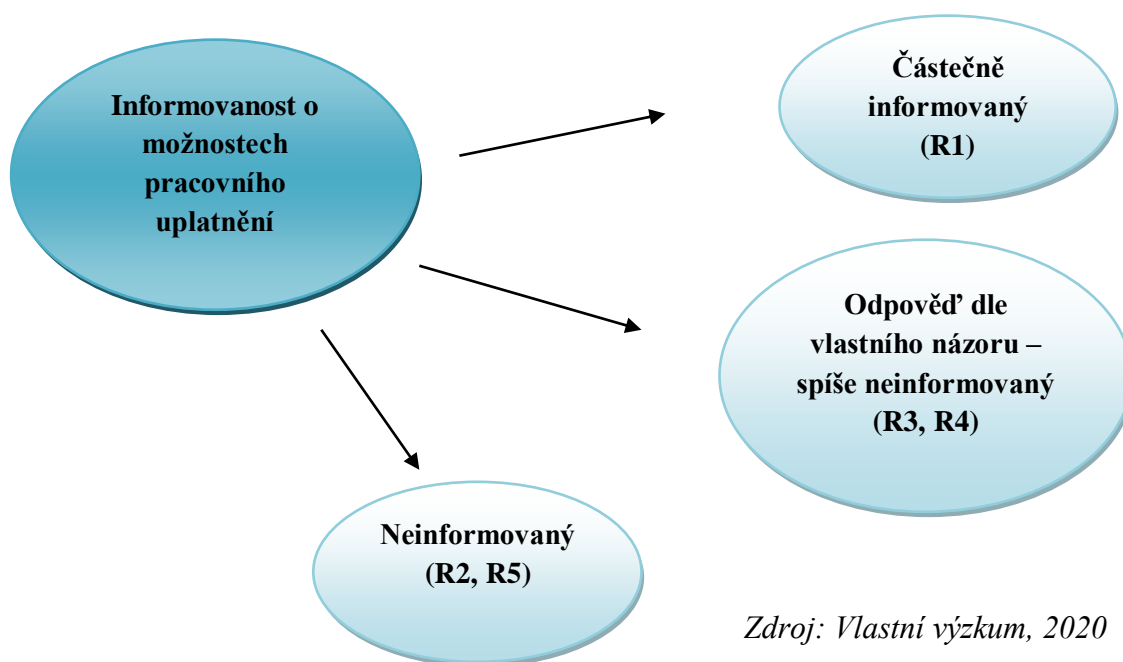 Informovanost o
možnostech
pracovního
uplatnění
Částečně
informovaný
(R1)
Odpověď dle
vlastního názoru –
spíše neinformovaný
(R3, R4)
Neinformovaný
(R2, R5)
Zdroj: Vlastní výzkum, 2020